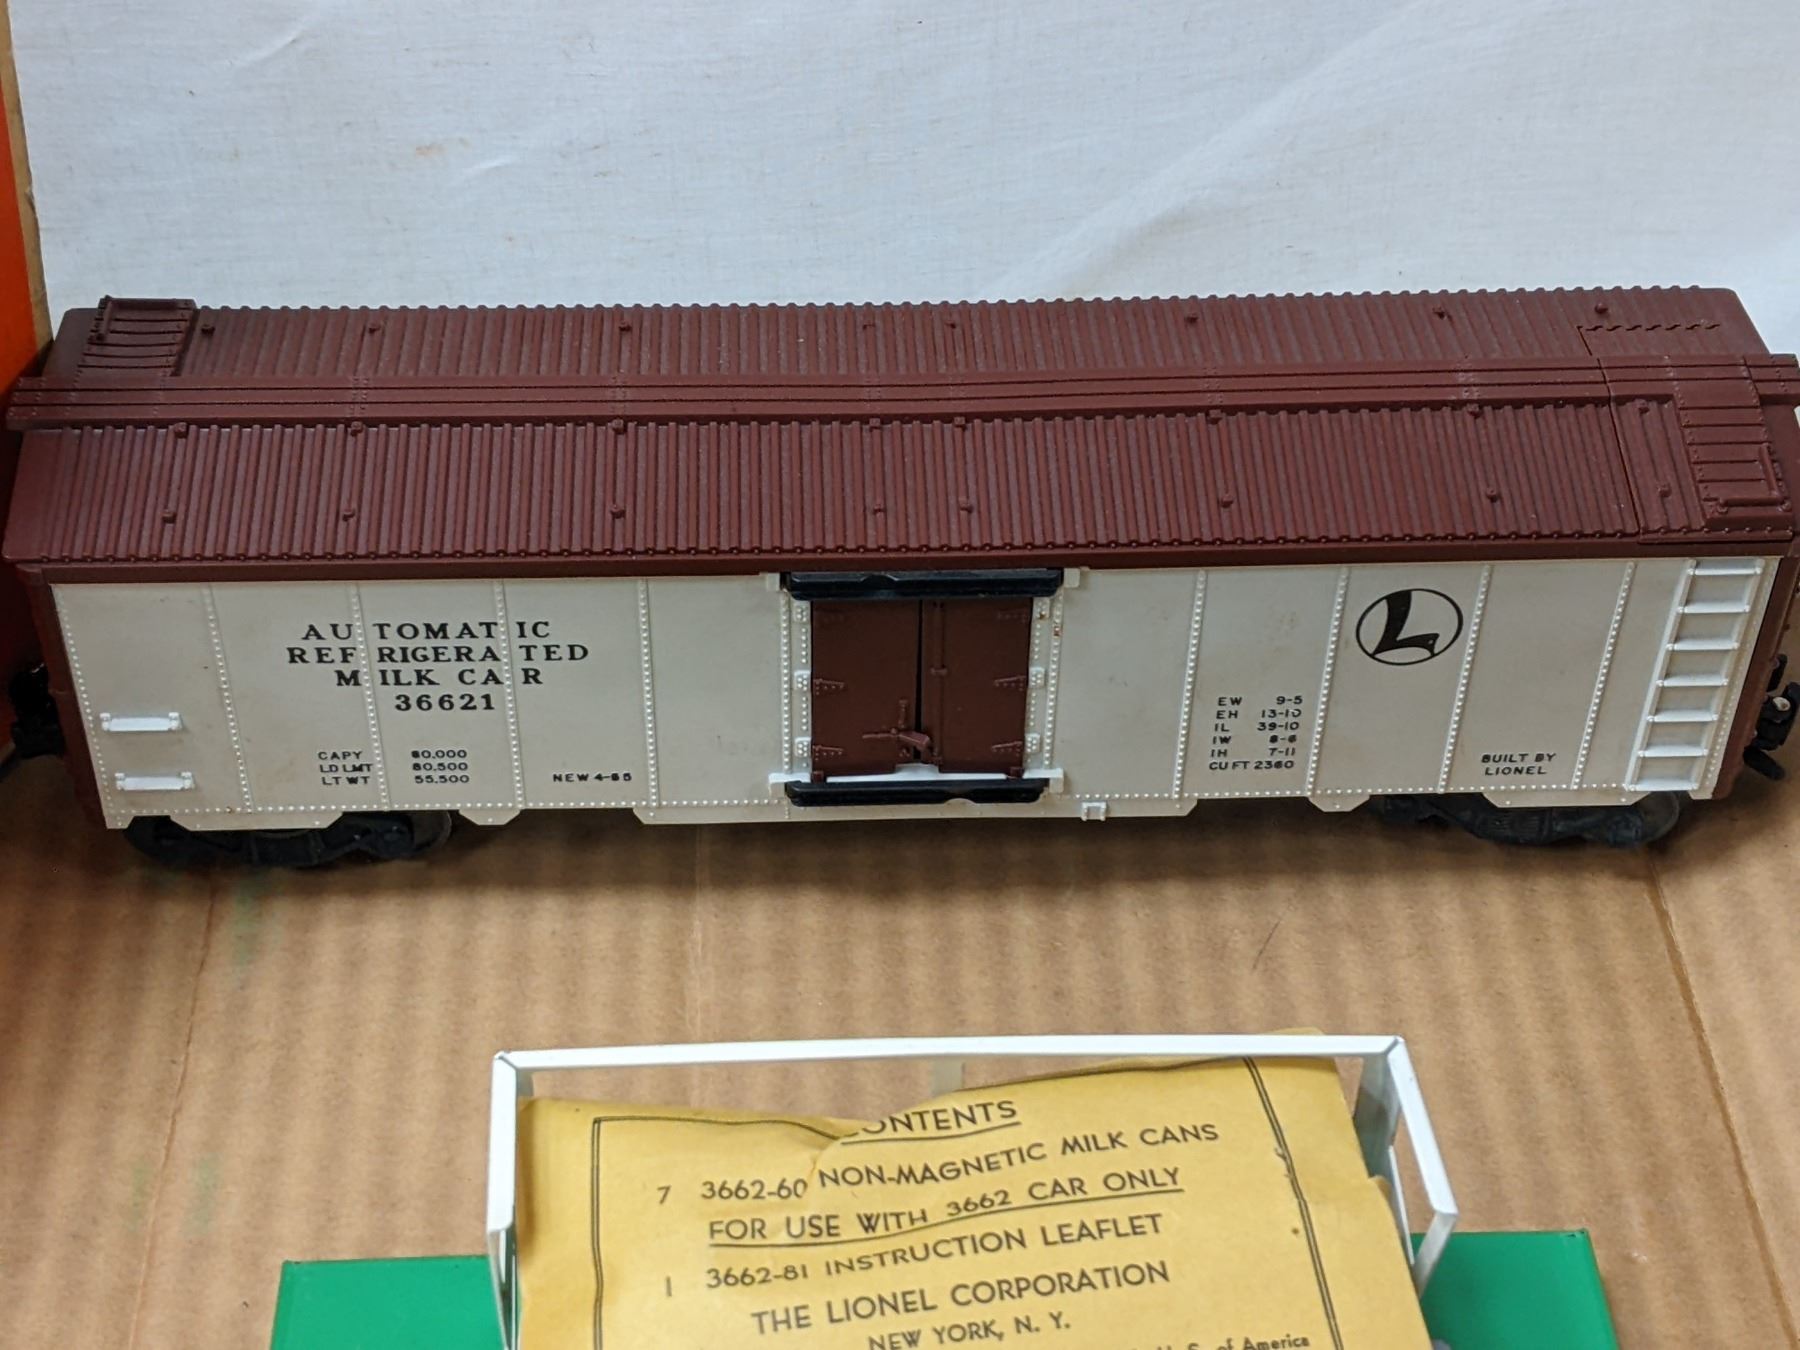 AUTOMATIC
REFRIGERATED
MILK CAR
36621
CAPY 80,000
LD LMT 80,500
LT WT 55,500
NEW 4-55
EW 9-5
EH 13-10
IL 39-10
IW 8-6
IH 7-11
CU FT 2360
L
BUILT BY
LIONEL
CONTENTS
7 3662-60 NON-MAGNETIC MILK CANS
FOR USE WITH 3662 CAR ONLY
1 3662-81 INSTRUCTION LEAFLET
THE LIONEL CORPORATION
NEW YORK, N. Y.
U. S. of America